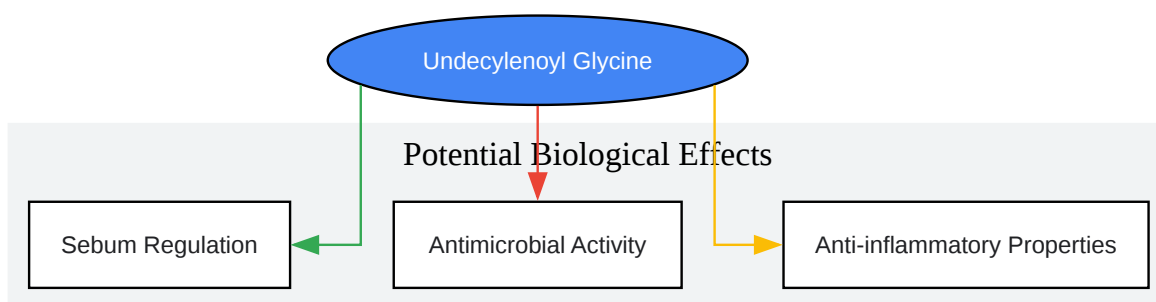 Undecylenoyl Glycine
Potential Biological Effects
Sebum Regulation
Antimicrobial Activity
Anti-inflammatory Properties